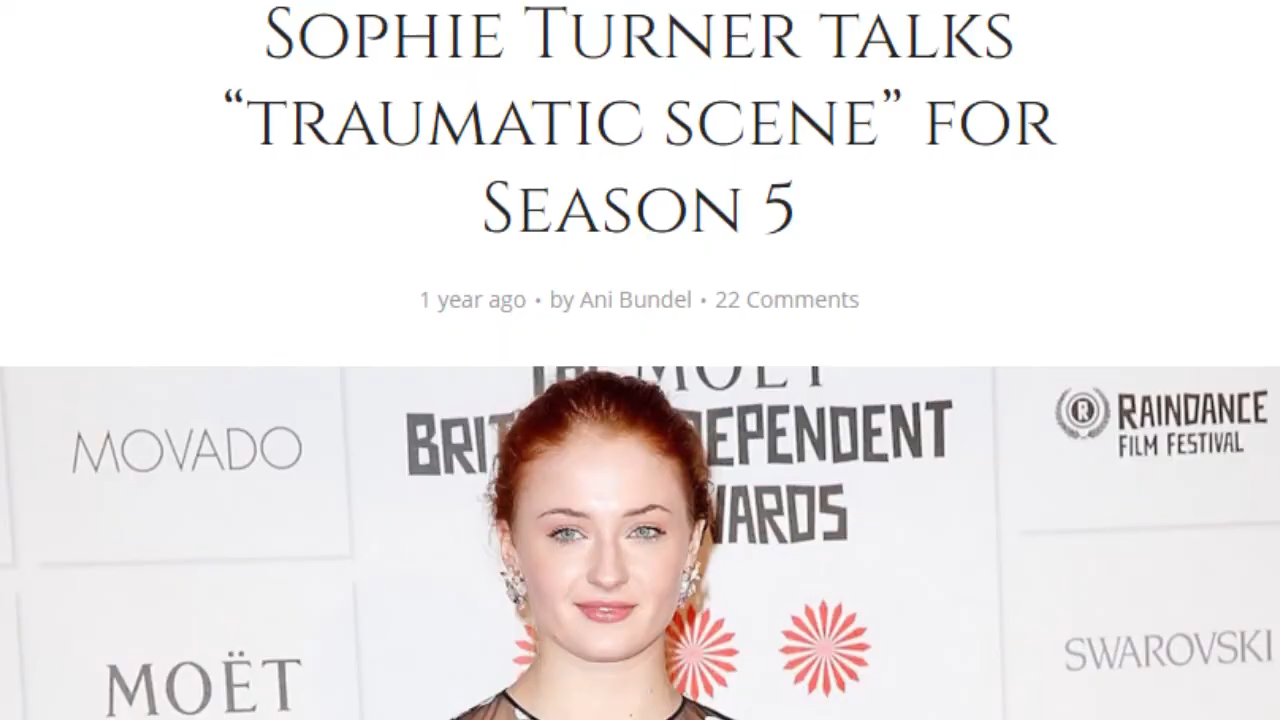 SOPHIE TURNER TALKS
“TRAUMATIC SCENE” FOR
SEASON 5
1 year ago • by Ani Bundel • 22 Comments
MOËT
MOVADO
RAINDANCE
FILM FESTIVAL
MOËT
SWAROVSKI